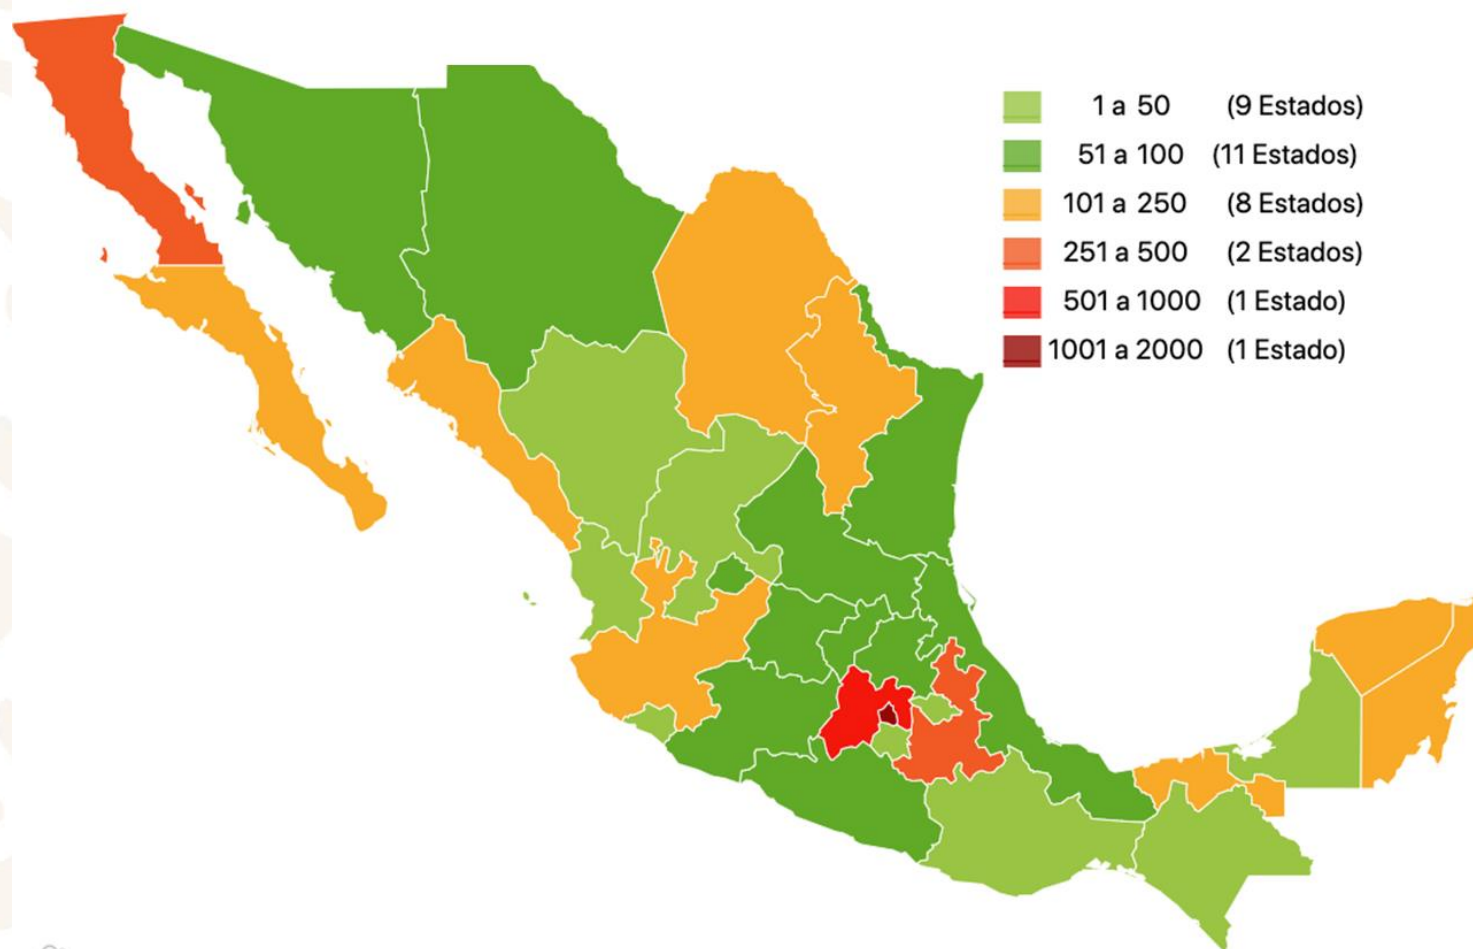 1 a 50 (9 Estados)
51 a 100 (11 Estados)
101 a 250 (8 Estados)
251 a 500 (2 Estados)
501 a 1000 (1 Estado)
1001 a 2000 (1 Estado)